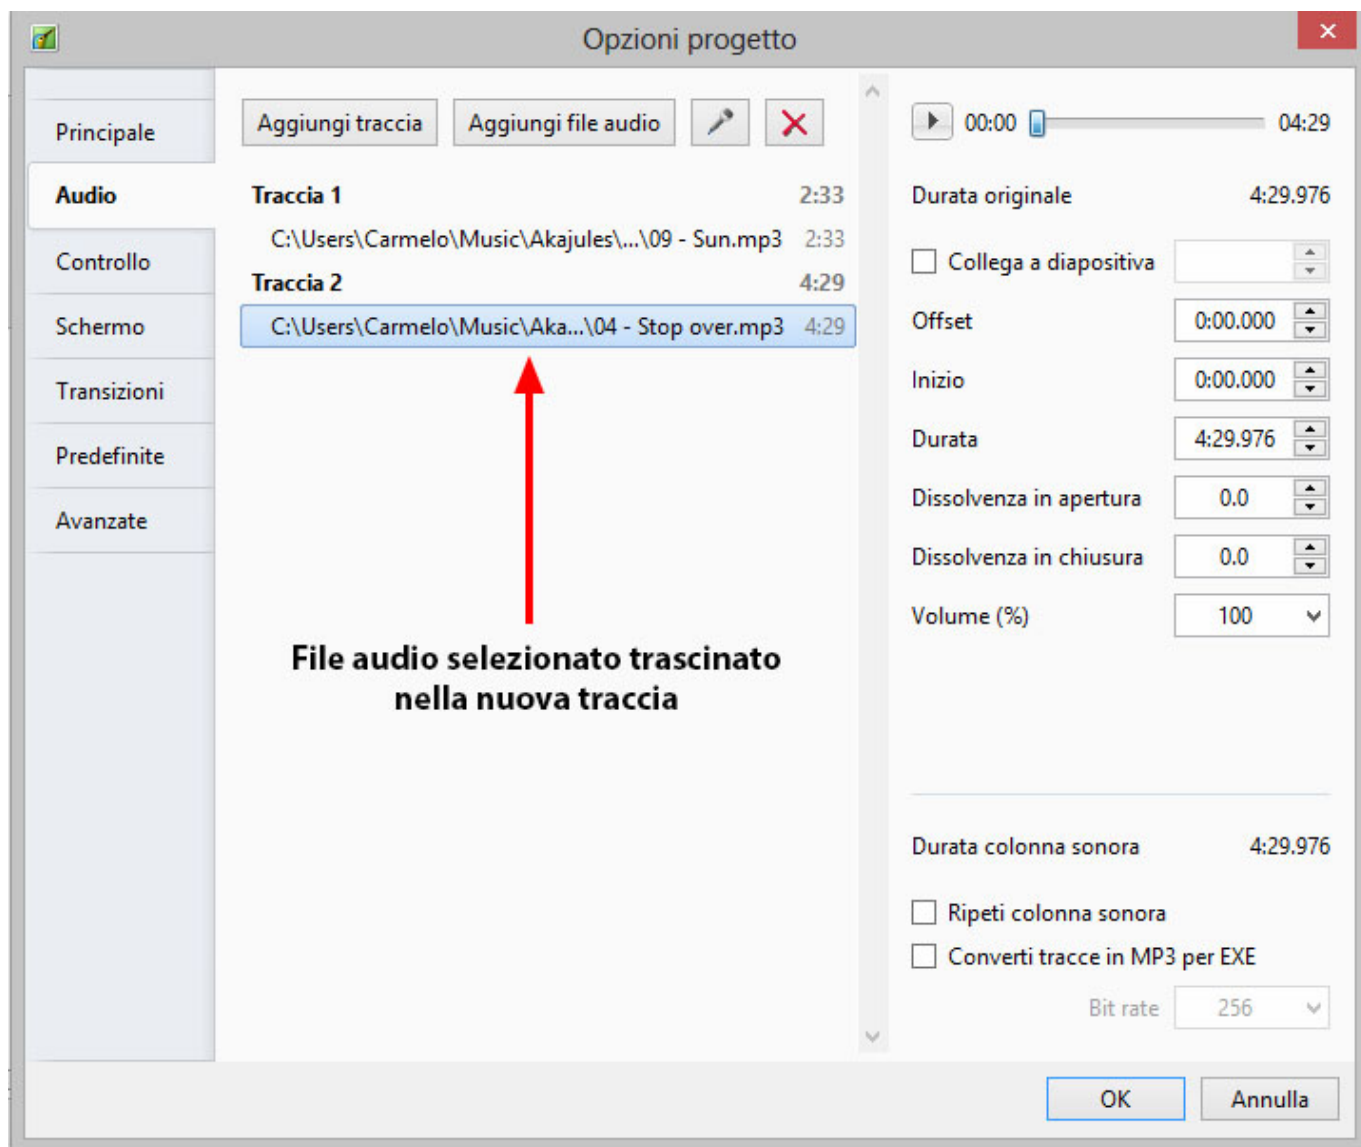 Opzioni progetto
Principale
Audio
Controllo
Schermo
Transizioni
Predefinite
Avanzate
Aggiungi traccia Aggiungi file audio
Traccia 1 2:33
C:\Users\Carmelo\Music\Akajules\...\09 - Sun.mp3 2:33
Traccia 2 4:29
C:\Users\Carmelo\Music\Aka...\04 - Stop over.mp3 4:29
File audio selezionato trascinato
nella nuova traccia
00:00 04:29
Durata originale 4:29.976
Collega a diapositiva
Offset 0:00.000
Inizio 0:00.000
Durata 4:29.976
Dissolvenza in apertura 0.0
Dissolvenza in chiusura 0.0
Volume (%) 100
Durata colonna sonora 4:29.976
Ripeti colonna sonora
Converti tracce in MP3 per EXE
Bit rate 256
OK Annulla